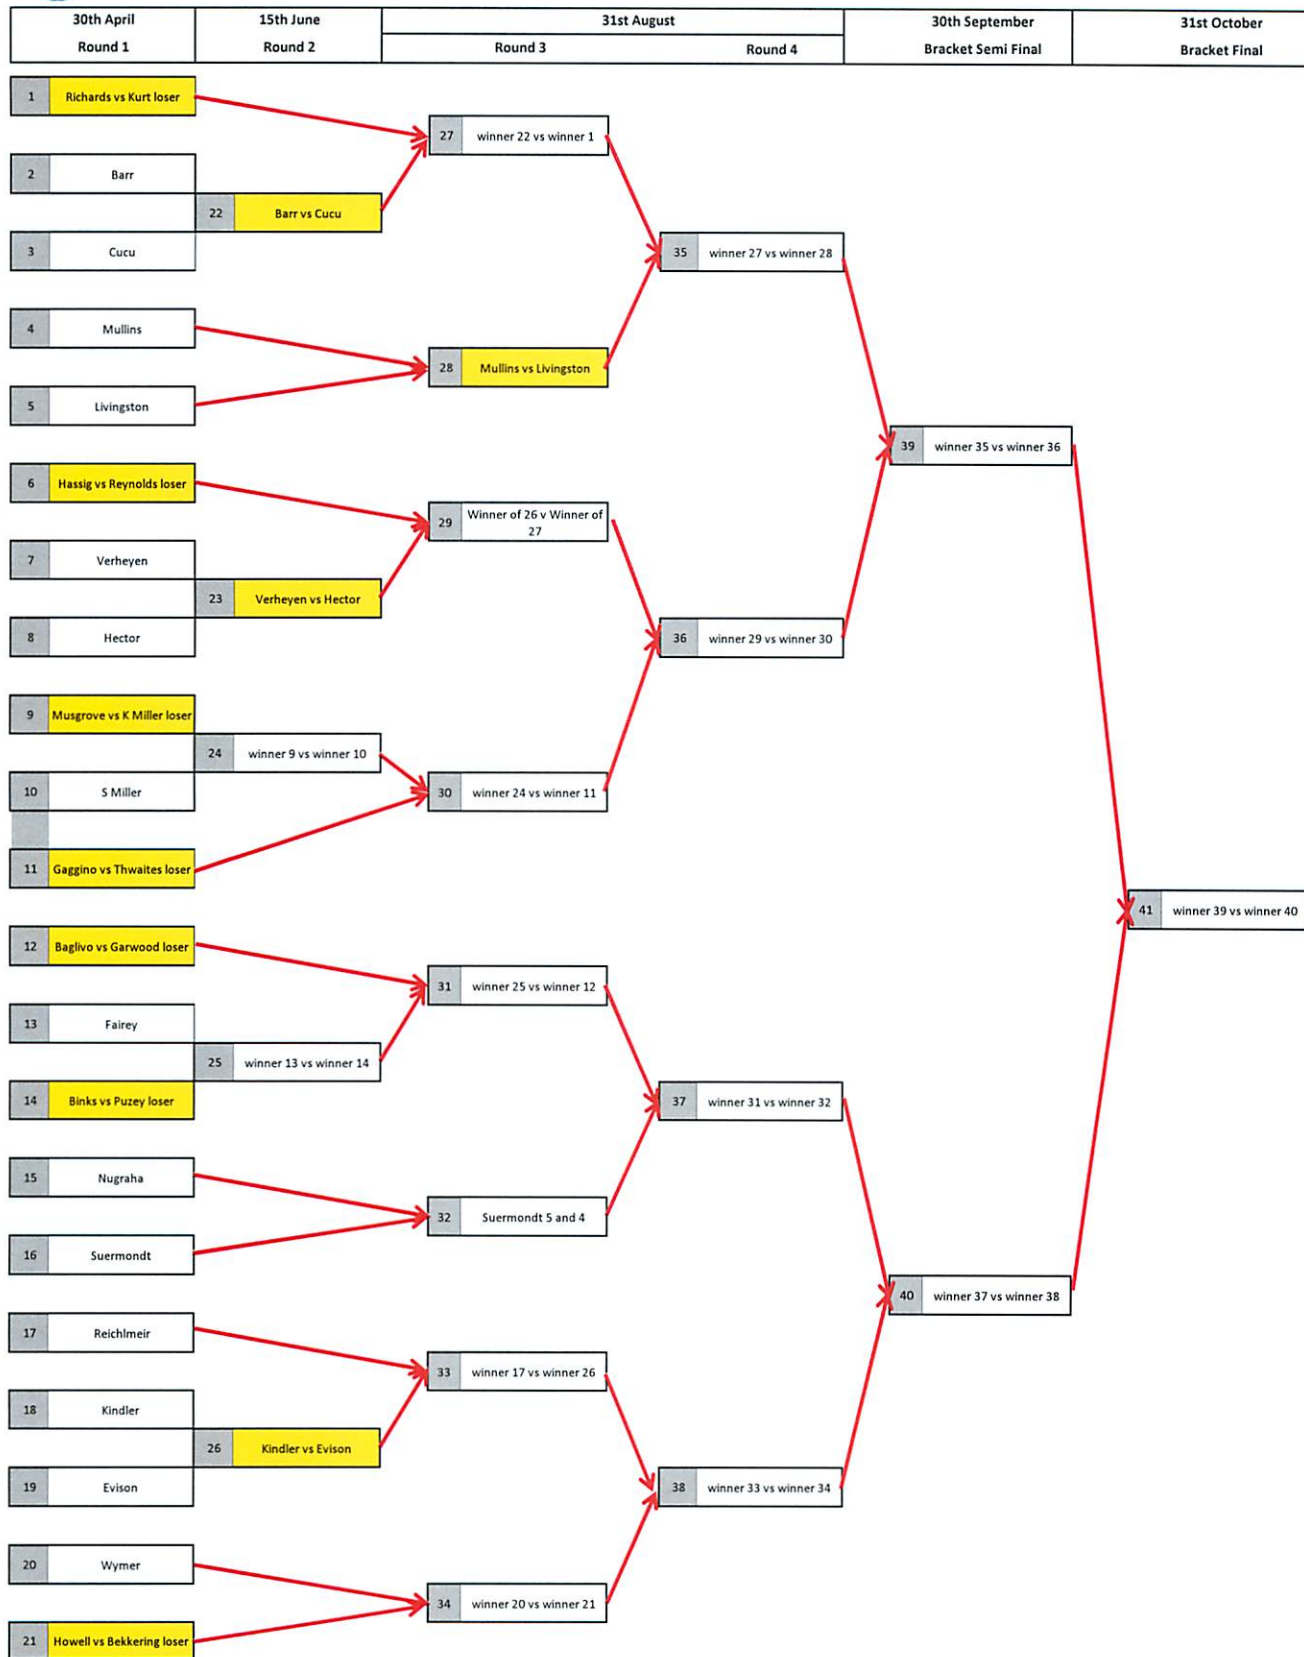 30th April 15th June 31st August 30th September 31st October
Round 1 Round 2 Round 3 Round 4 Bracket Semi Final Bracket Final
1 Richards vs Kurt loser
27 winner 22 vs winner 1
2 Barr
22 Barr vs Cucu
3 Cucu
35 winner 27 vs winner 28
4 Mullins
28 Mullins vs Livingston
5 Livingston
39 winner 35 vs winner 36
6 Hassig vs Reynolds loser
29 Winner of 26 v Winner of
27
7 Verheyen
23 Verheyen vs Hector
8 Hector
36 winner 29 vs winner 30
9 Musgrove vs K Miller loser
24 winner 9 vs winner 10
10 S Miller
30 winner 24 vs winner 11
11 Gaggino vs Thwaites loser
41 winner 39 vs winner 40
12 Baglivo vs Garwood loser
31 winner 25 vs winner 12
13 Fairey
25 winner 13 vs winner 14
14 Binks vs Puzey loser
37 winner 31 vs winner 32
15 Nugraha
32 Suermondt 5 and 4
16 Suermondt
40 winner 37 vs winner 38
17 Reichlmeir
33 winner 17 vs winner 26
18 Kindler
26 Kindler vs Evison
19 Evison
38 winner 33 vs winner 34
20 Wymer
34 winner 20 vs winner 21
21 Howell vs Bekkering loser